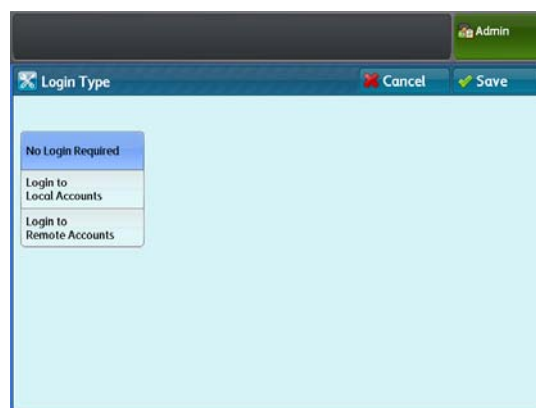 Admin
Login Type
Cancel
Save
No Login Required
Login to
Local Accounts
Login to
Remote Accounts